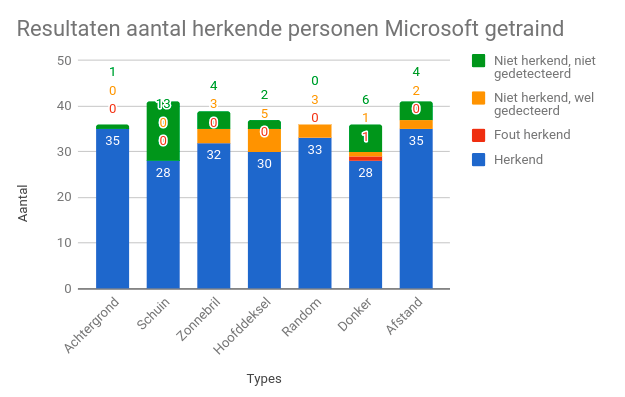 Resultaten aantal herkende personen Microsoft getraind
Niet herkend, niet
gedetecteerd
Niet herkend, wel
gedetecteerd
Fout herkend
Herkend
Aantal
50
40
30
20
10
0
1
0
0
35
13
0
0
28
4
3
0
32
2
5
0
30
0
3
0
33
6
1
1
28
4
2
0
35
Achtergrond
Schuin
Zonnebril
Hoofddeksel
Random
Donker
Afstand
Types